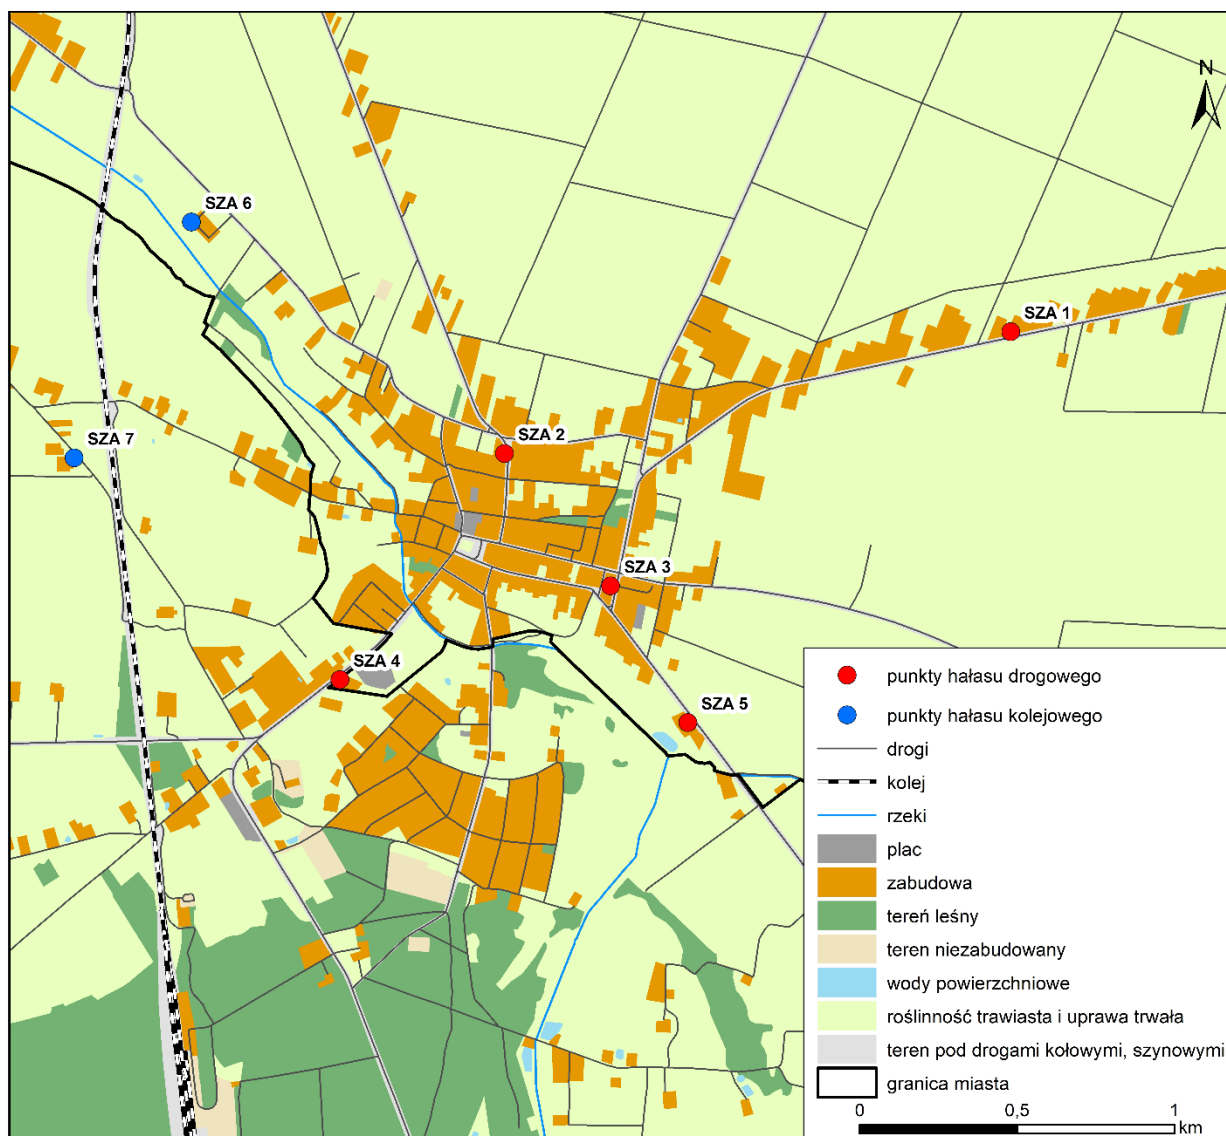 N
SZA 6
SZA 1
SZA 2
SZA 7
SZA 3
SZA 4
SZA 5
punkty hałasu drogowego
punkty hałasu kolejowego
drogi
kolej
rzeki
plac
zabudowa
tereń leśny
teren niezabudowany
wody powierzchniowe
roślinność trawiasta i uprawa trwała
teren pod drogami kołowymi, szynowymi
granica miasta
0 0,5 1
km